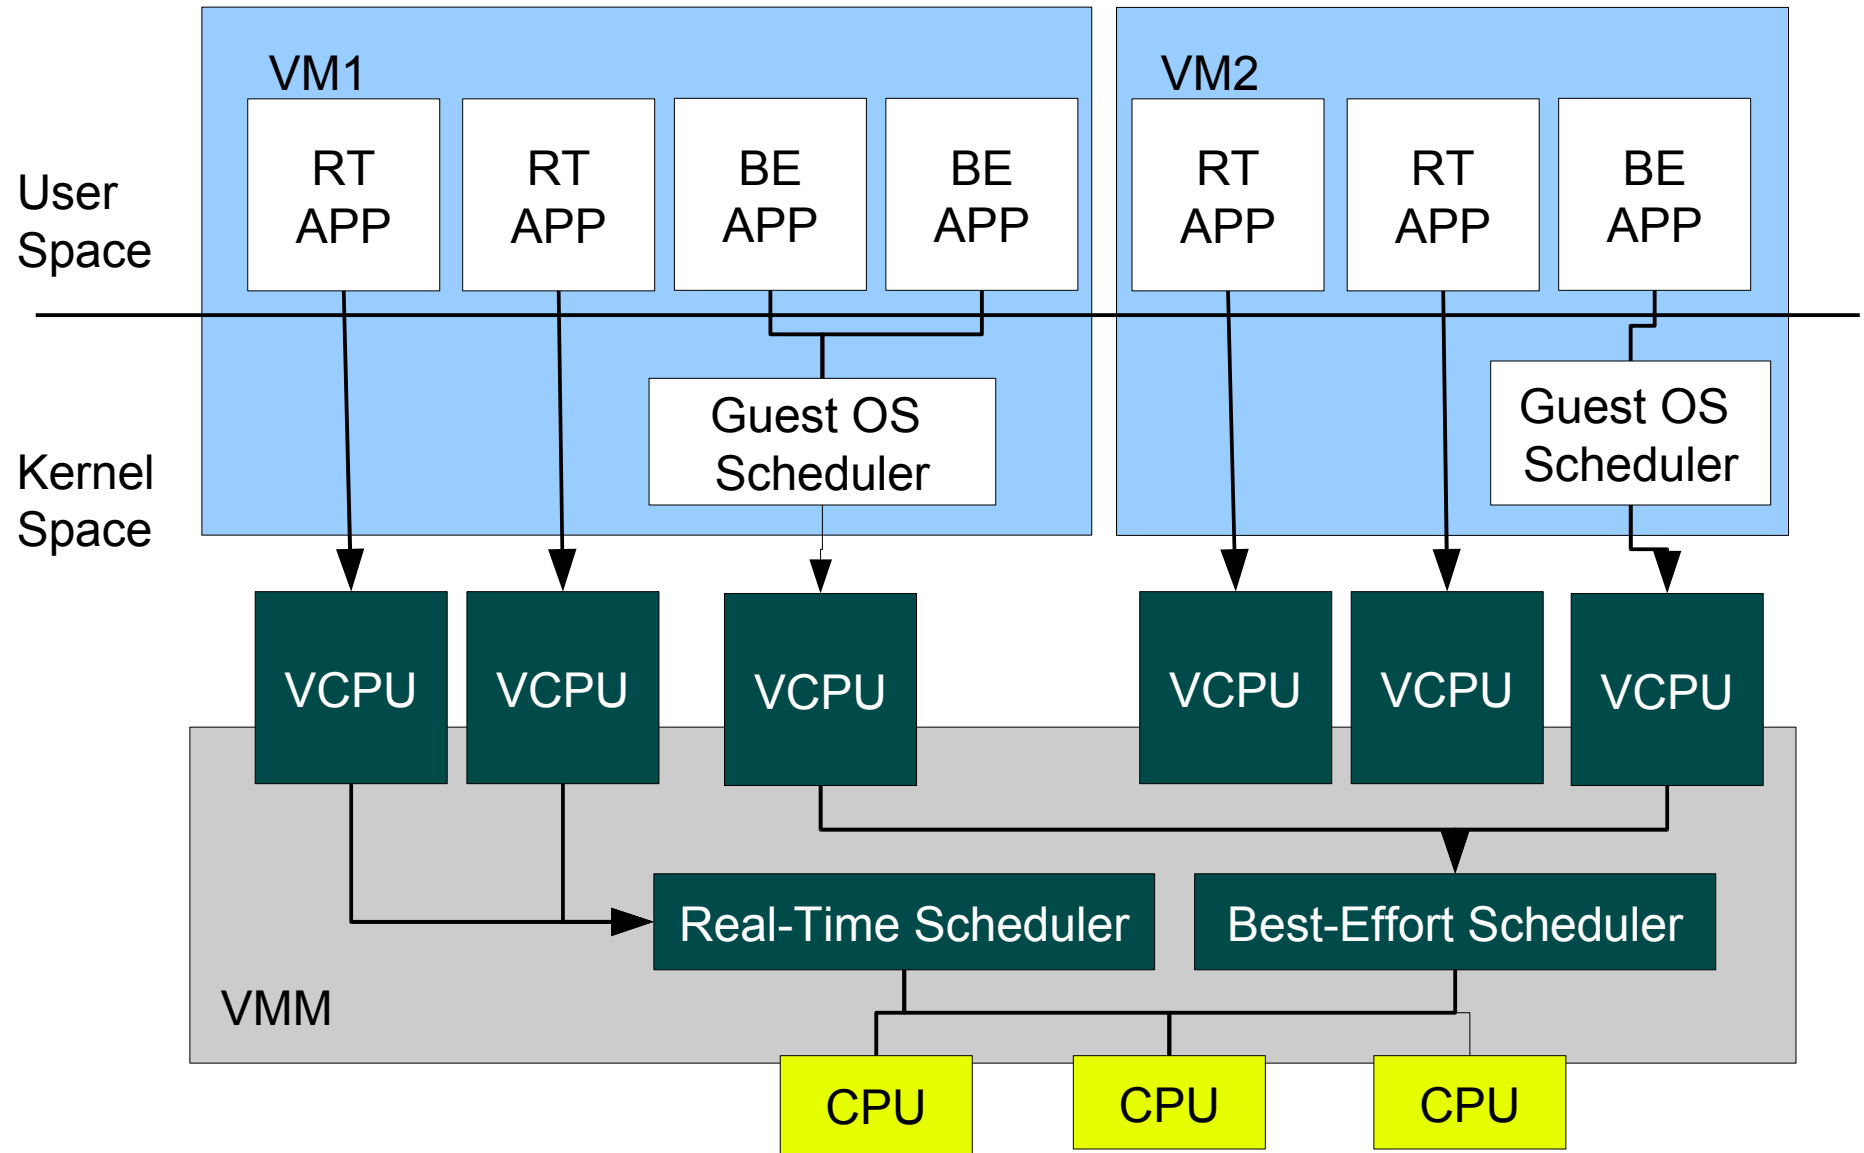 VM1
VM2
RT
APP
RT
APP
BE
APP
BE
APP
RT
APP
RT
APP
BE
APP
User
Space
Guest OS
Scheduler
Guest OS
Scheduler
Kernel
Space
VCPU
VCPU
VCPU
VCPU
VCPU
VCPU
Real-Time Scheduler
Best-Effort Scheduler
VMM
CPU
CPU
CPU